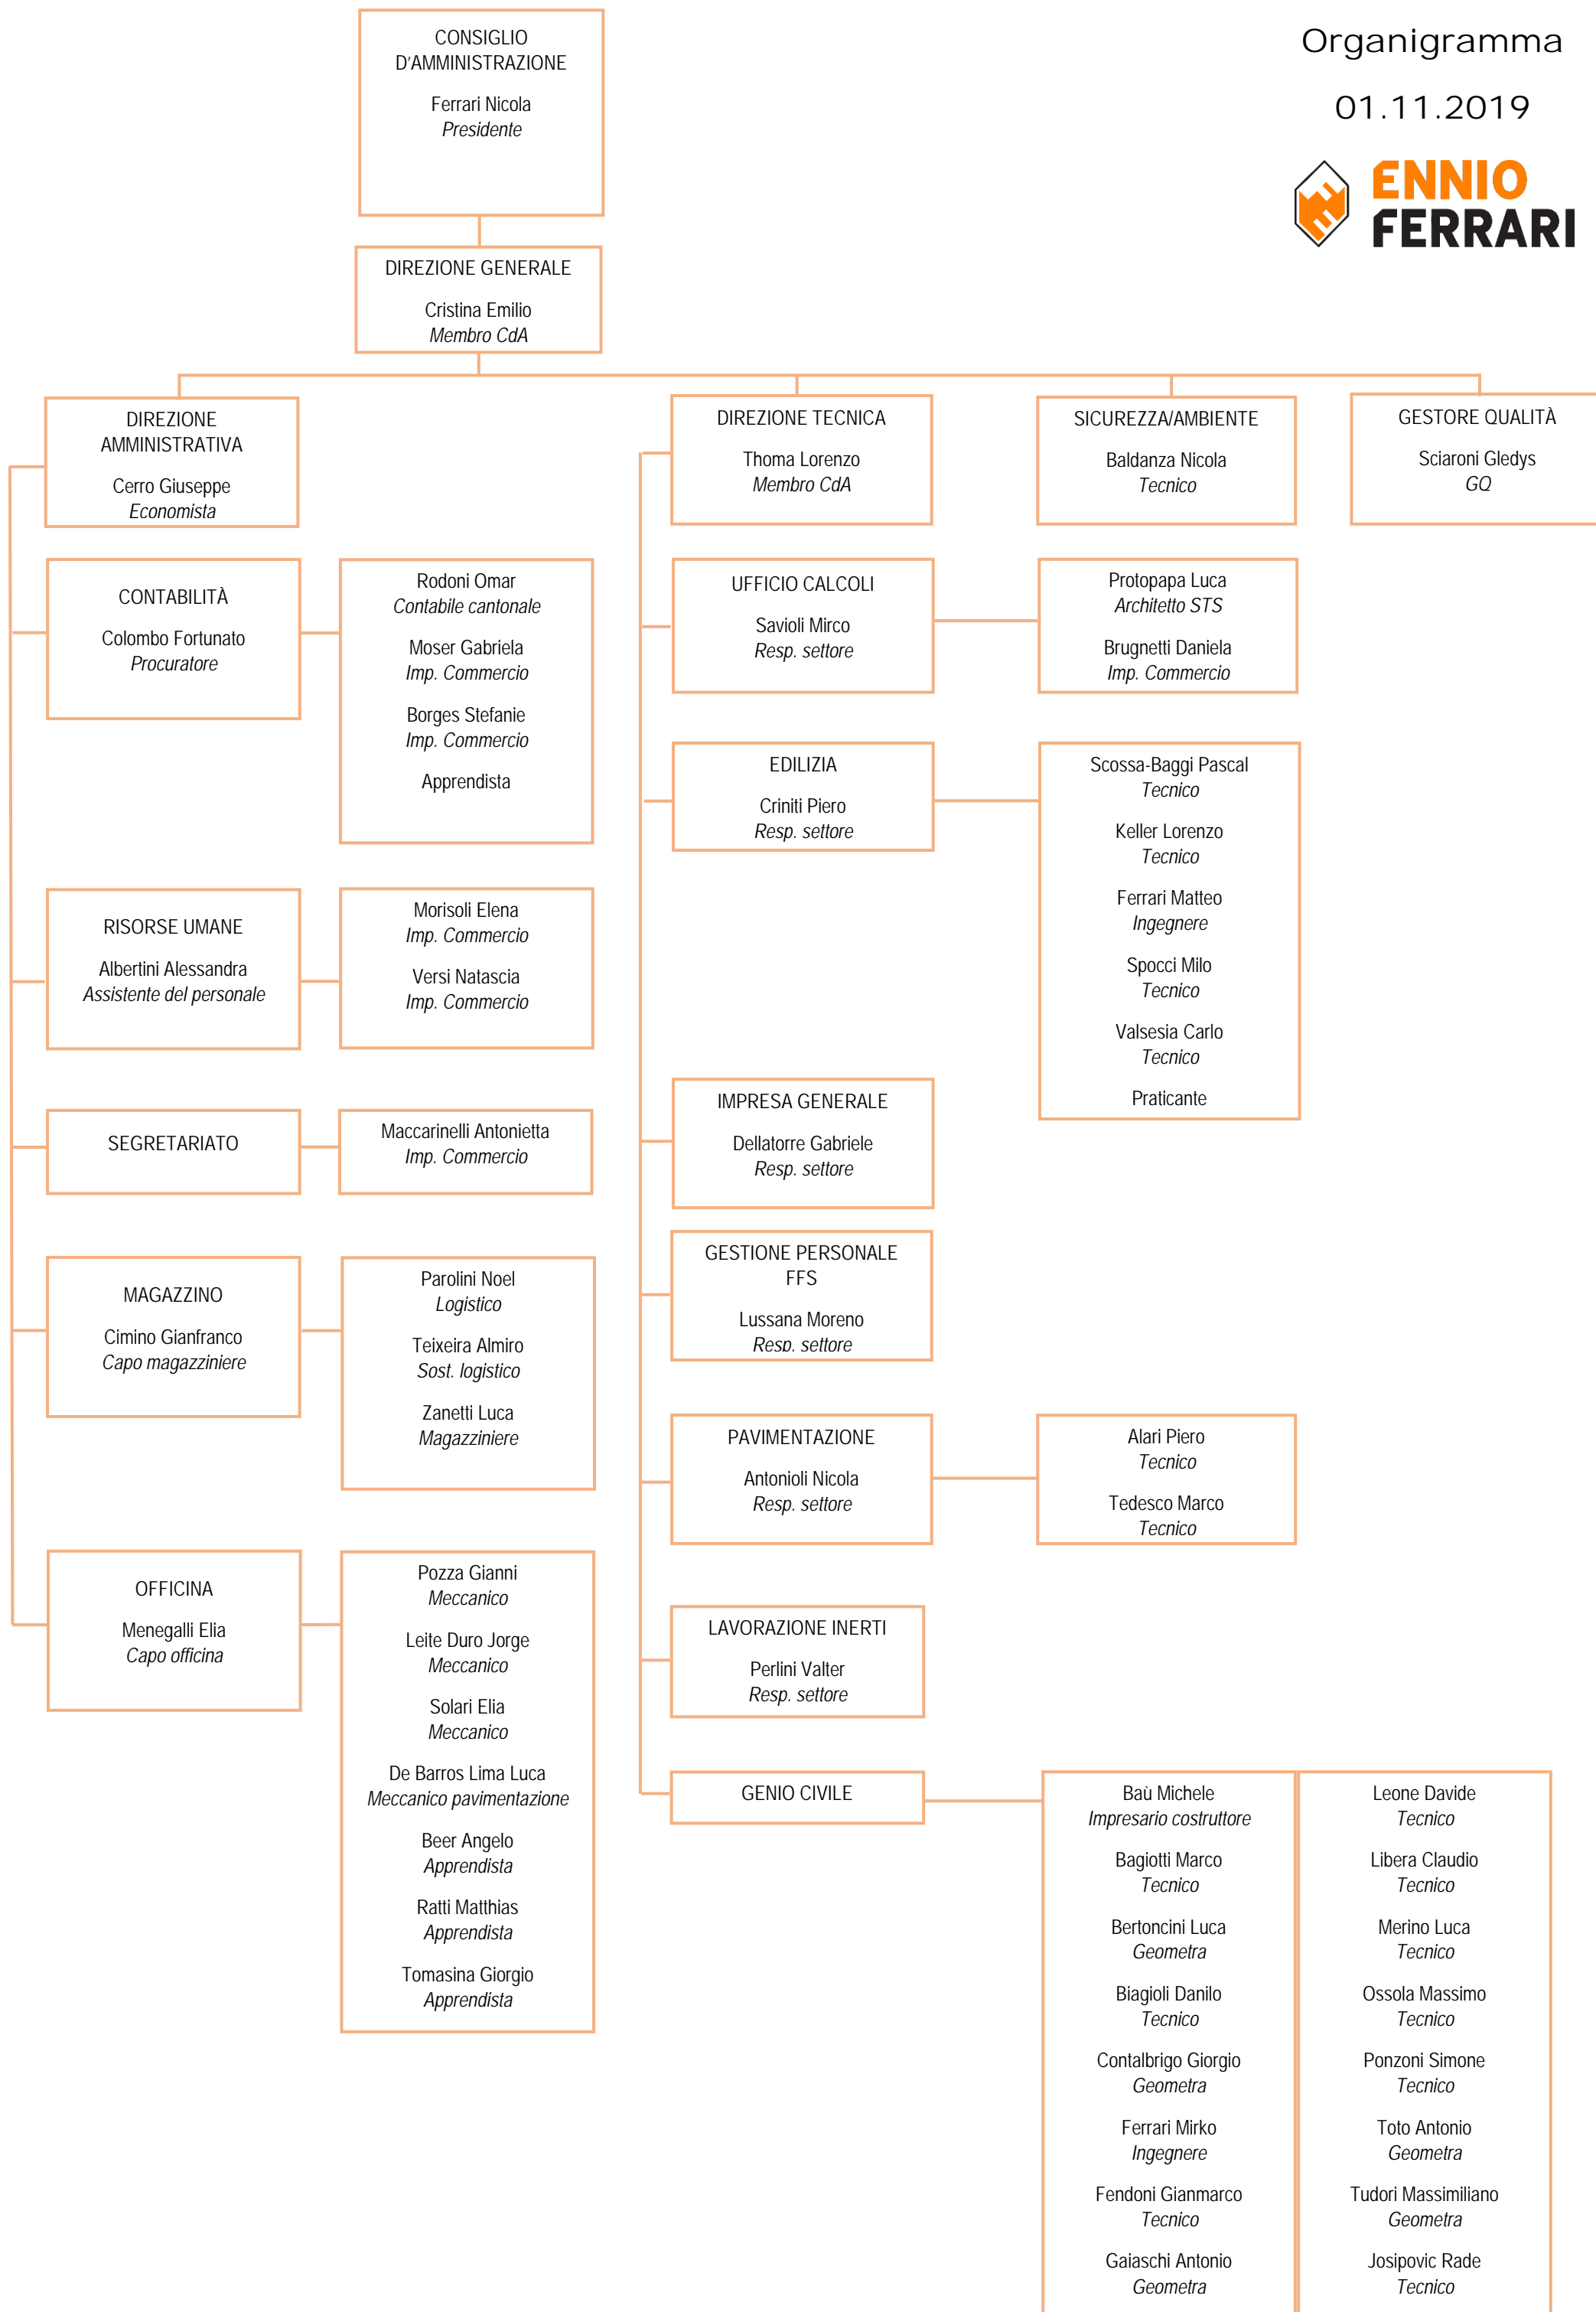 Organigramma
01.11.2019
ENNIO
FERRARI
CONSIGLIO
D'AMMINISTRAZIONE
Ferrari Nicola
Presidente
DIREZIONE GENERALE
Cristina Emilio
Membro CdA
DIREZIONE
AMMINISTRATIVA
Cerro Giuseppe
Economista
DIREZIONE TECNICA
Thoma Lorenzo
Membro CdA
SICUREZZA/AMBIENTE
Baldanza Nicola
Tecnico
GESTORE QUALITÀ
Sciaroni Gledys
GQ
CONTABILITÀ
Colombo Fortunato
Procuratore
Rodoni Omar
Contabile cantonale
Moser Gabriela
Imp. Commercio
Borges Stefanie
Imp. Commercio
Apprendista
RISORSE UMANE
Albertini Alessandra
Assistente del personale
Morisoli Elena
Imp. Commercio
Versi Natascia
Imp. Commercio
SEGRETARIATO
Maccarinelli Antonietta
Imp. Commercio
MAGAZZINO
Cimino Gianfranco
Capo magazziniere
Parolini Noel
Logistico
Teixeira Almiro
Sost. logistico
Zanetti Luca
Magazziniere
OFFICINA
Menegalli Elia
Capo officina
Pozza Gianni
Meccanico
Leite Duro Jorge
Meccanico
Solari Elia
Meccanico
De Barros Lima Luca
Meccanico pavimentazione
Beer Angelo
Apprendista
Ratti Matthias
Apprendista
Tomasina Giorgio
Apprendista
UFFICIO CALCOLI
Savioli Mirco
Resp. settore
Protopapa Luca
Architetto STS
Brugnetti Daniela
Imp. Commercio
EDILIZIA
Criniti Piero
Resp. settore
Scossa-Baggi Pascal
Tecnico
Keller Lorenzo
Tecnico
Ferrari Matteo
Ingegnere
Spocci Milo
Tecnico
Valsesia Carlo
Tecnico
Praticante
IMPRESA GENERALE
Dellatorre Gabriele
Resp. settore
GESTIONE PERSONALE
FFS
Lussana Moreno
Resp. settore
PAVIMENTAZIONE
Antonioli Nicola
Resp. settore
Alari Piero
Tecnico
Tedesco Marco
Tecnico
LAVORAZIONE INERTI
Perlini Valter
Resp. settore
GENIO CIVILE
Baù Michele
Impresario costruttore
Bagiotti Marco
Tecnico
Bertoncini Luca
Geometra
Biagioli Danilo
Tecnico
Contalbrigo Giorgio
Geometra
Ferrari Mirko
Ingegnere
Fendoni Gianmarco
Tecnico
Gaiaschi Antonio
Geometra
Leone Davide
Tecnico
Libera Claudio
Tecnico
Merino Luca
Tecnico
Ossola Massimo
Tecnico
Ponzoni Simone
Tecnico
Toto Antonio
Geometra
Tudori Massimiliano
Geometra
Josipovic Rade
Tecnico